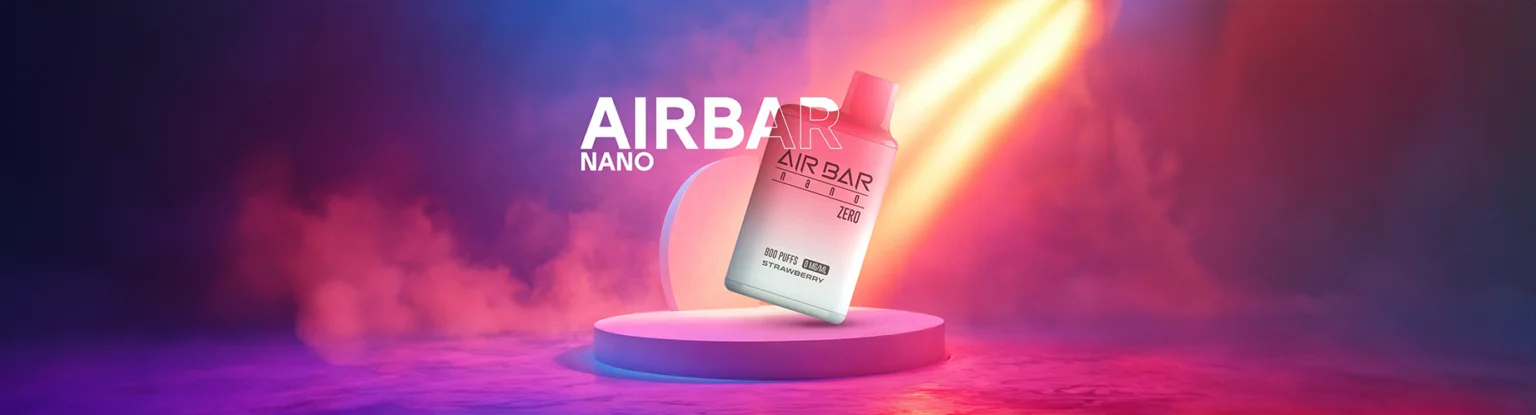 AIRBAR
NANO
AIR BAR
nano
ZERO
800 PUFFS 0 MG/ML
STRAWBERRY